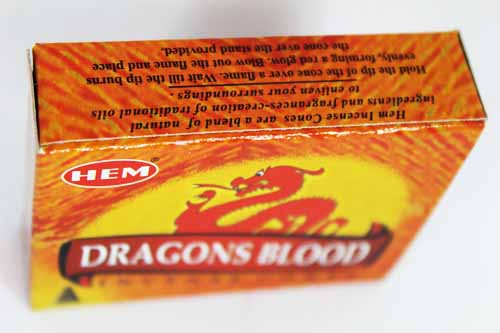 Hem Incense Cones are a blend of natural
ingredients and fragrances-creation of traditional oils
to enliven your surroundings.
Hold the tip of the cone over a flame. Wait till the tip burns
evenly, forming a red a glow. Blow out the flame and place
the cone over the stand provided.
HEM®
DRAGONS BLOOD